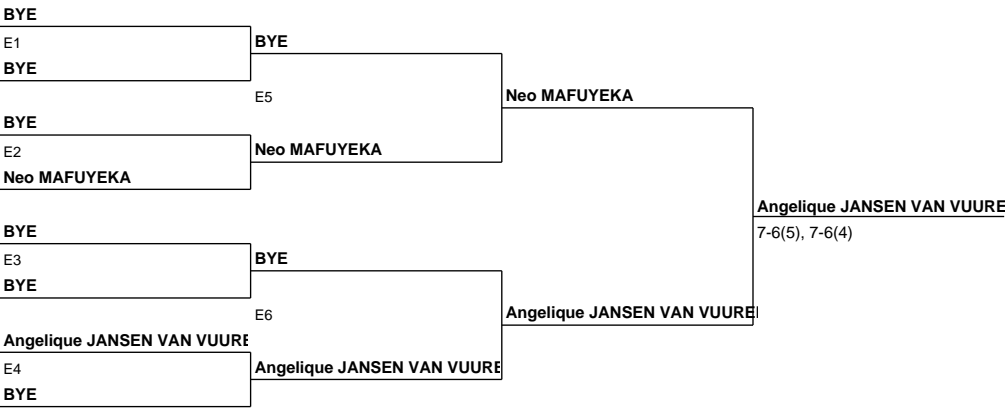 BYE
E1
BYE
BYE
E5
Neo MAFUYEKA
BYE
E2
Neo MAFUYEKA
Neo MAFUYEKA
Angelique JANSEN VAN VUURE
7-6(5), 7-6(4)
BYE
E3
BYE
BYE
E6
Angelique JANSEN VAN VUURE
Angelique JANSEN VAN VUURE
E4
Angelique JANSEN VAN VUURE
BYE